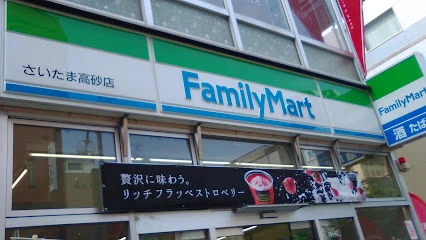 さいたま高砂店
FamilyMart
FamilyMart
酒 たば
贅沢に味わう。
リッチフラッペストロベリー